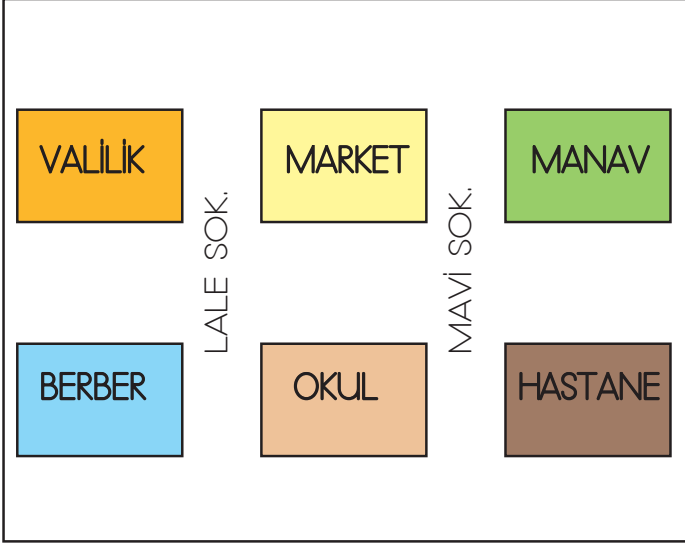 VALİLİK
MARKET
MANAV
LALE SOK.
MAVİ SOK.
BERBER
OKUL
HASTANE